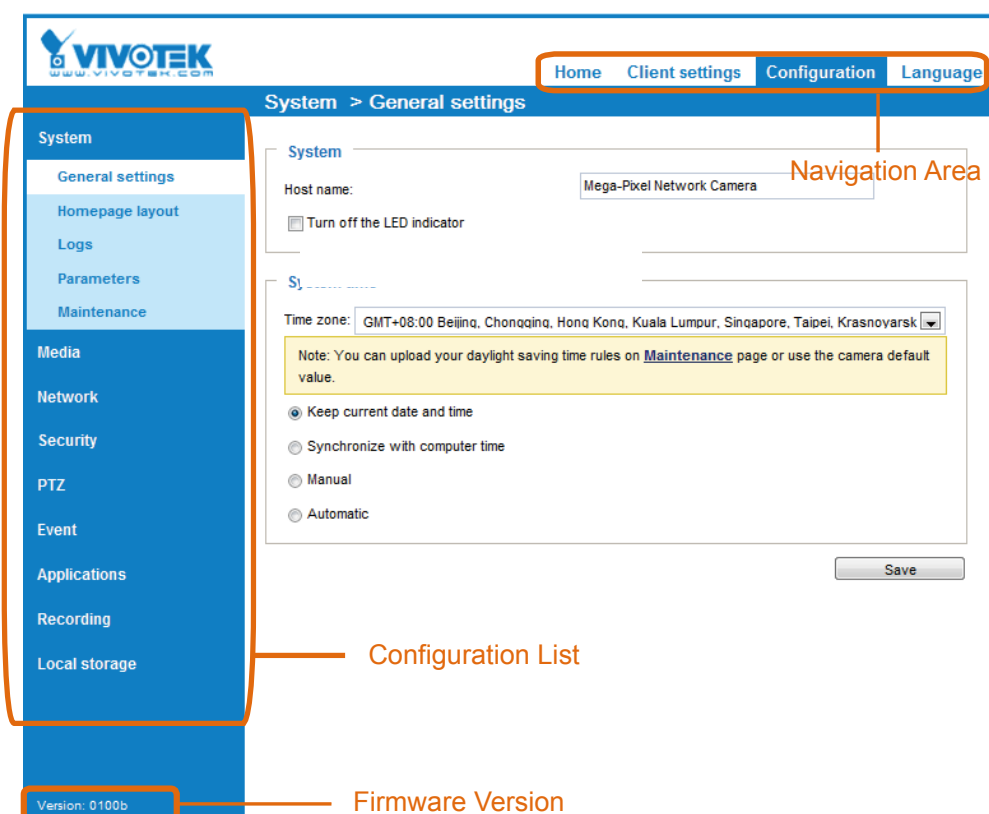 VIVOTEK
www.vivotek.com
Home Client settings Configuration Language
System > General settings
Navigation Area
System
General settings
Homepage layout
Logs
Parameters
Maintenance
Media
Network
Security
PTZ
Event
Applications
Recording
Local storage
Version: 0100b
System
Host name: Mega-Pixel Network Camera
Turn off the LED indicator
Time zone: GMT+08:00 Beijing, Chongqing, Hong Kong, Kuala Lumpur, Singapore, Taipei, Krasnoyarsk
Note: You can upload your daylight saving time rules on Maintenance page or use the camera default
value.
Keep current date and time
Synchronize with computer time
Manual
Automatic
Save
Configuration List
Firmware Version